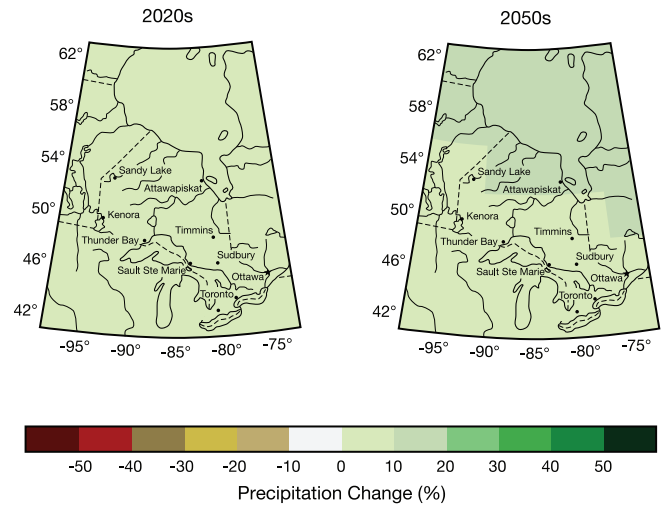 2020s
2050s
62°
58°
54°
50°
46°
42°
Sandy Lake
Attawapiskat
Kenora
Timmins
Thunder Bay
Sudbury
Sault Ste Marie
Ottawa
Toronto
-95°
-90°
-85°
-80°
-75°
62°
58°
54°
50°
46°
42°
Sandy Lake
Attawapiskat
Kenora
Timmins
Thunder Bay
Sudbury
Sault Ste Marie
Ottawa
Toronto
-95°
-90°
-85°
-80°
-75°
-50 -40 -30 -20 -10 0 10 20 30 40 50
Precipitation Change (%)